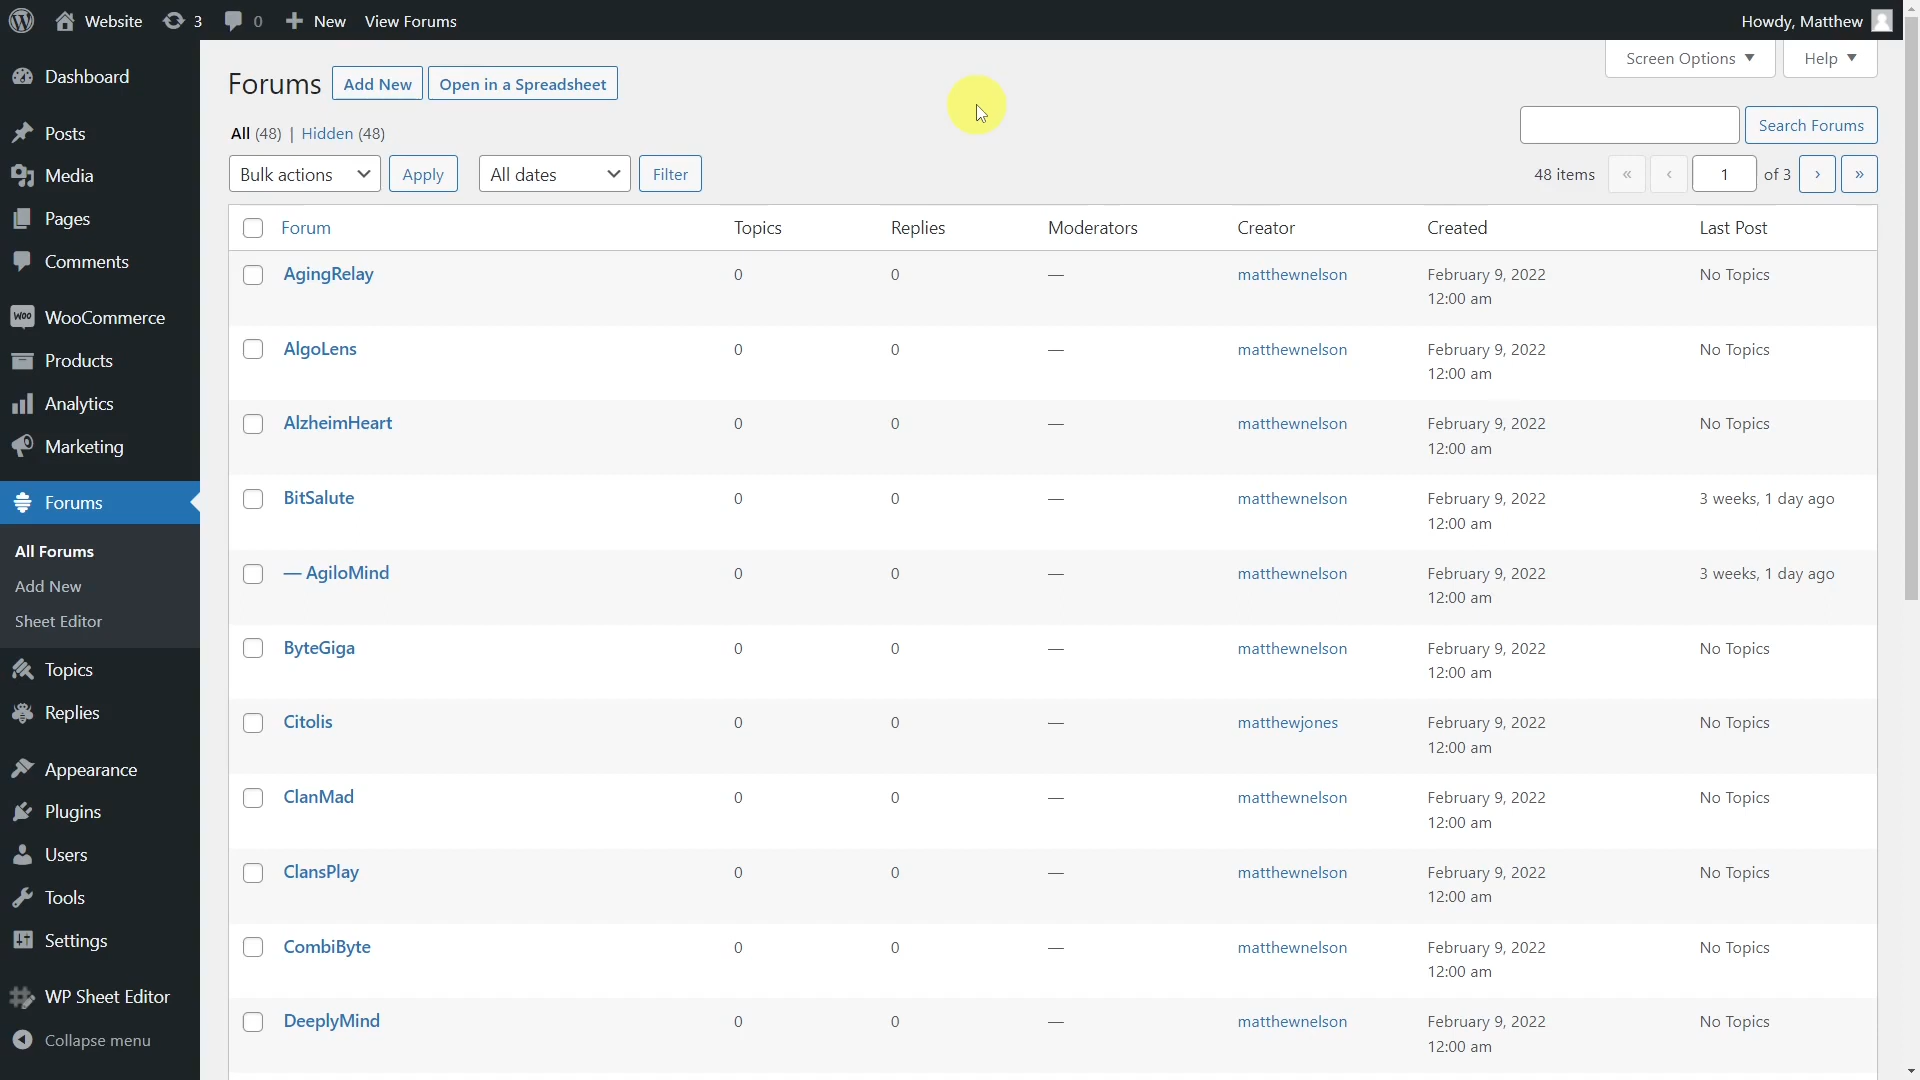 Website 3 0 New View Forums Howdy, Matthew
Screen Options Help
Dashboard
Posts
Media
Pages
Comments
WOO WooCommerce
Products
Analytics
Marketing
Forums
All Forums
Add New
Sheet Editor
Topics
Replies
Appearance
Plugins
Users
Tools
Settings
WP Sheet Editor
Collapse menu
Forums Add New Open in a Spreadsheet
All (48) | Hidden (48)
Search Forums
Bulk actions Apply All dates Filter
48 items « ‹ 1 of 3 › »
Forum Topics Replies Moderators Creator Created Last Post
AgingRelay 0 0 — matthewnelson February 9, 2022 No Topics
12:00 am
AlgoLens 0 0 — matthewnelson February 9, 2022 No Topics
12:00 am
AlzheimHeart 0 0 — matthewnelson February 9, 2022 No Topics
12:00 am
BitSalute 0 0 — matthewnelson February 9, 2022 3 weeks, 1 day ago
12:00 am
— AgiloMind 0 0 — matthewnelson February 9, 2022 3 weeks, 1 day ago
12:00 am
ByteGiga 0 0 — matthewnelson February 9, 2022 No Topics
12:00 am
Citolis 0 0 — matthewjones February 9, 2022 No Topics
12:00 am
ClanMad 0 0 — matthewnelson February 9, 2022 No Topics
12:00 am
ClansPlay 0 0 — matthewnelson February 9, 2022 No Topics
12:00 am
CombiByte 0 0 — matthewnelson February 9, 2022 No Topics
12:00 am
DeeplyMind 0 0 — matthewnelson February 9, 2022 No Topics
12:00 am